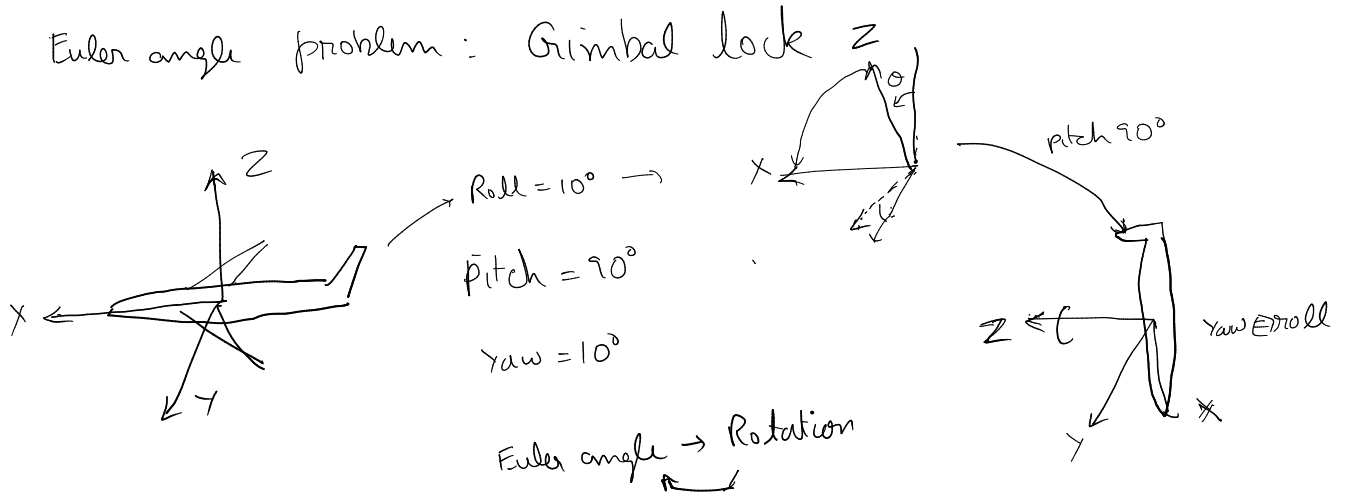 Euler angle problem : Gimbal lock
Z
θ
X
Y
pitch 90°
Z
X
Y
Roll = 10° →
Pitch = 90°
Yaw = 10°
Z
Y
X
Yaw ≡ roll
Euler angle → Rotation